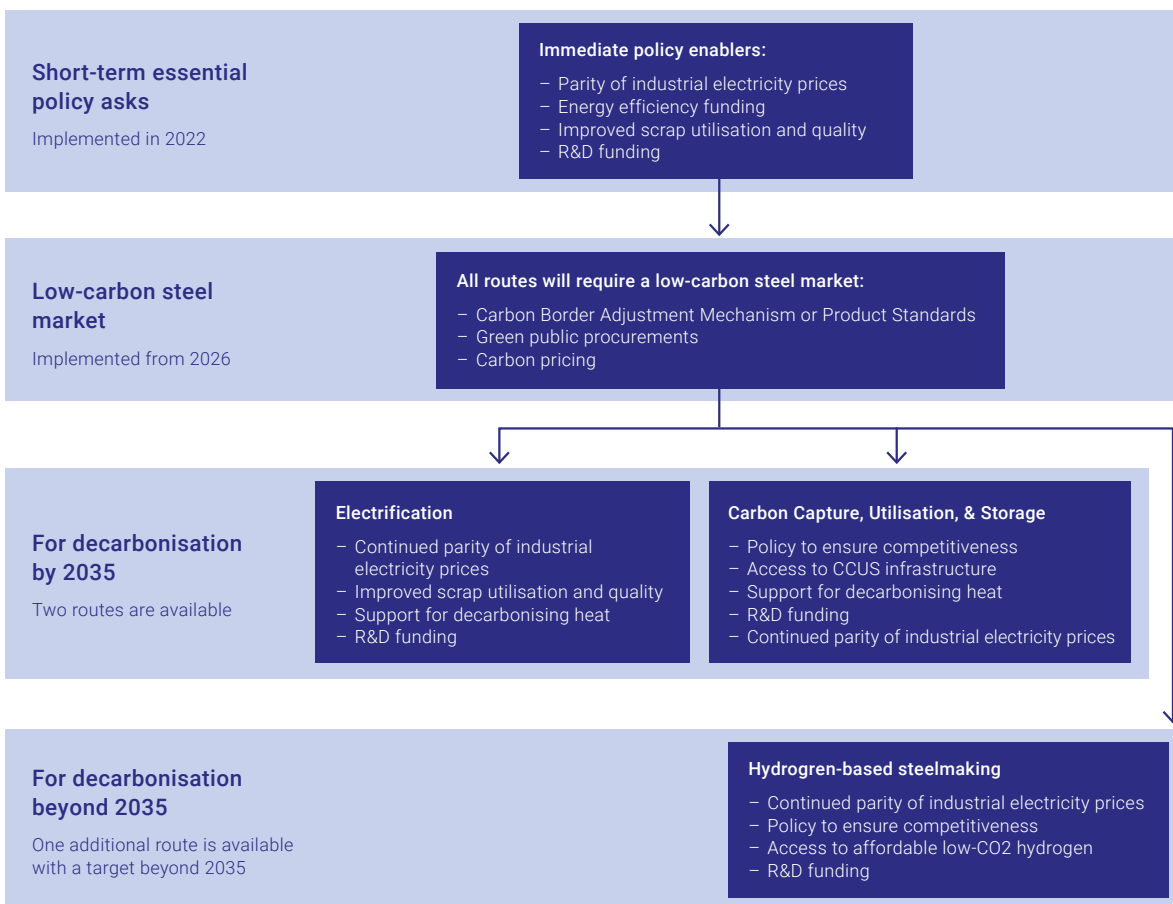 Short-term essential
policy asks
Implemented in 2022
Immediate policy enablers:
– Parity of industrial electricity prices
– Energy efficiency funding
– Improved scrap utilisation and quality
– R&D funding
Low-carbon steel
market
Implemented from 2026
All routes will require a low-carbon steel market:
– Carbon Border Adjustment Mechanism or Product Standards
– Green public procurements
– Carbon pricing
For decarbonisation
by 2035
Two routes are available
Electrification
– Continued parity of industrial
electricity prices
– Improved scrap utilisation and quality
– Support for decarbonising heat
– R&D funding
Carbon Capture, Utilisation, & Storage
– Policy to ensure competitiveness
– Access to CCUS infrastructure
– Support for decarbonising heat
– R&D funding
– Continued parity of industrial electricity prices
For decarbonisation
beyond 2035
One additional route is available
with a target beyond 2035
Hydrogren-based steelmaking
– Continued parity of industrial electricity prices
– Policy to ensure competitiveness
– Access to affordable low-CO2 hydrogen
– R&D funding